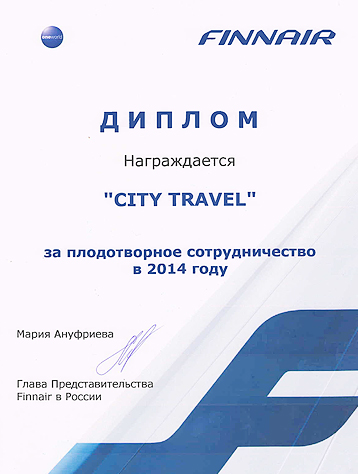 oneworld
FINNAIR
ДИПЛОМ
Награждается
"CITY TRAVEL"
за плодотворное сотрудничество
в 2014 году
Мария Ануфриева
Глава Представительства
Finnair в России